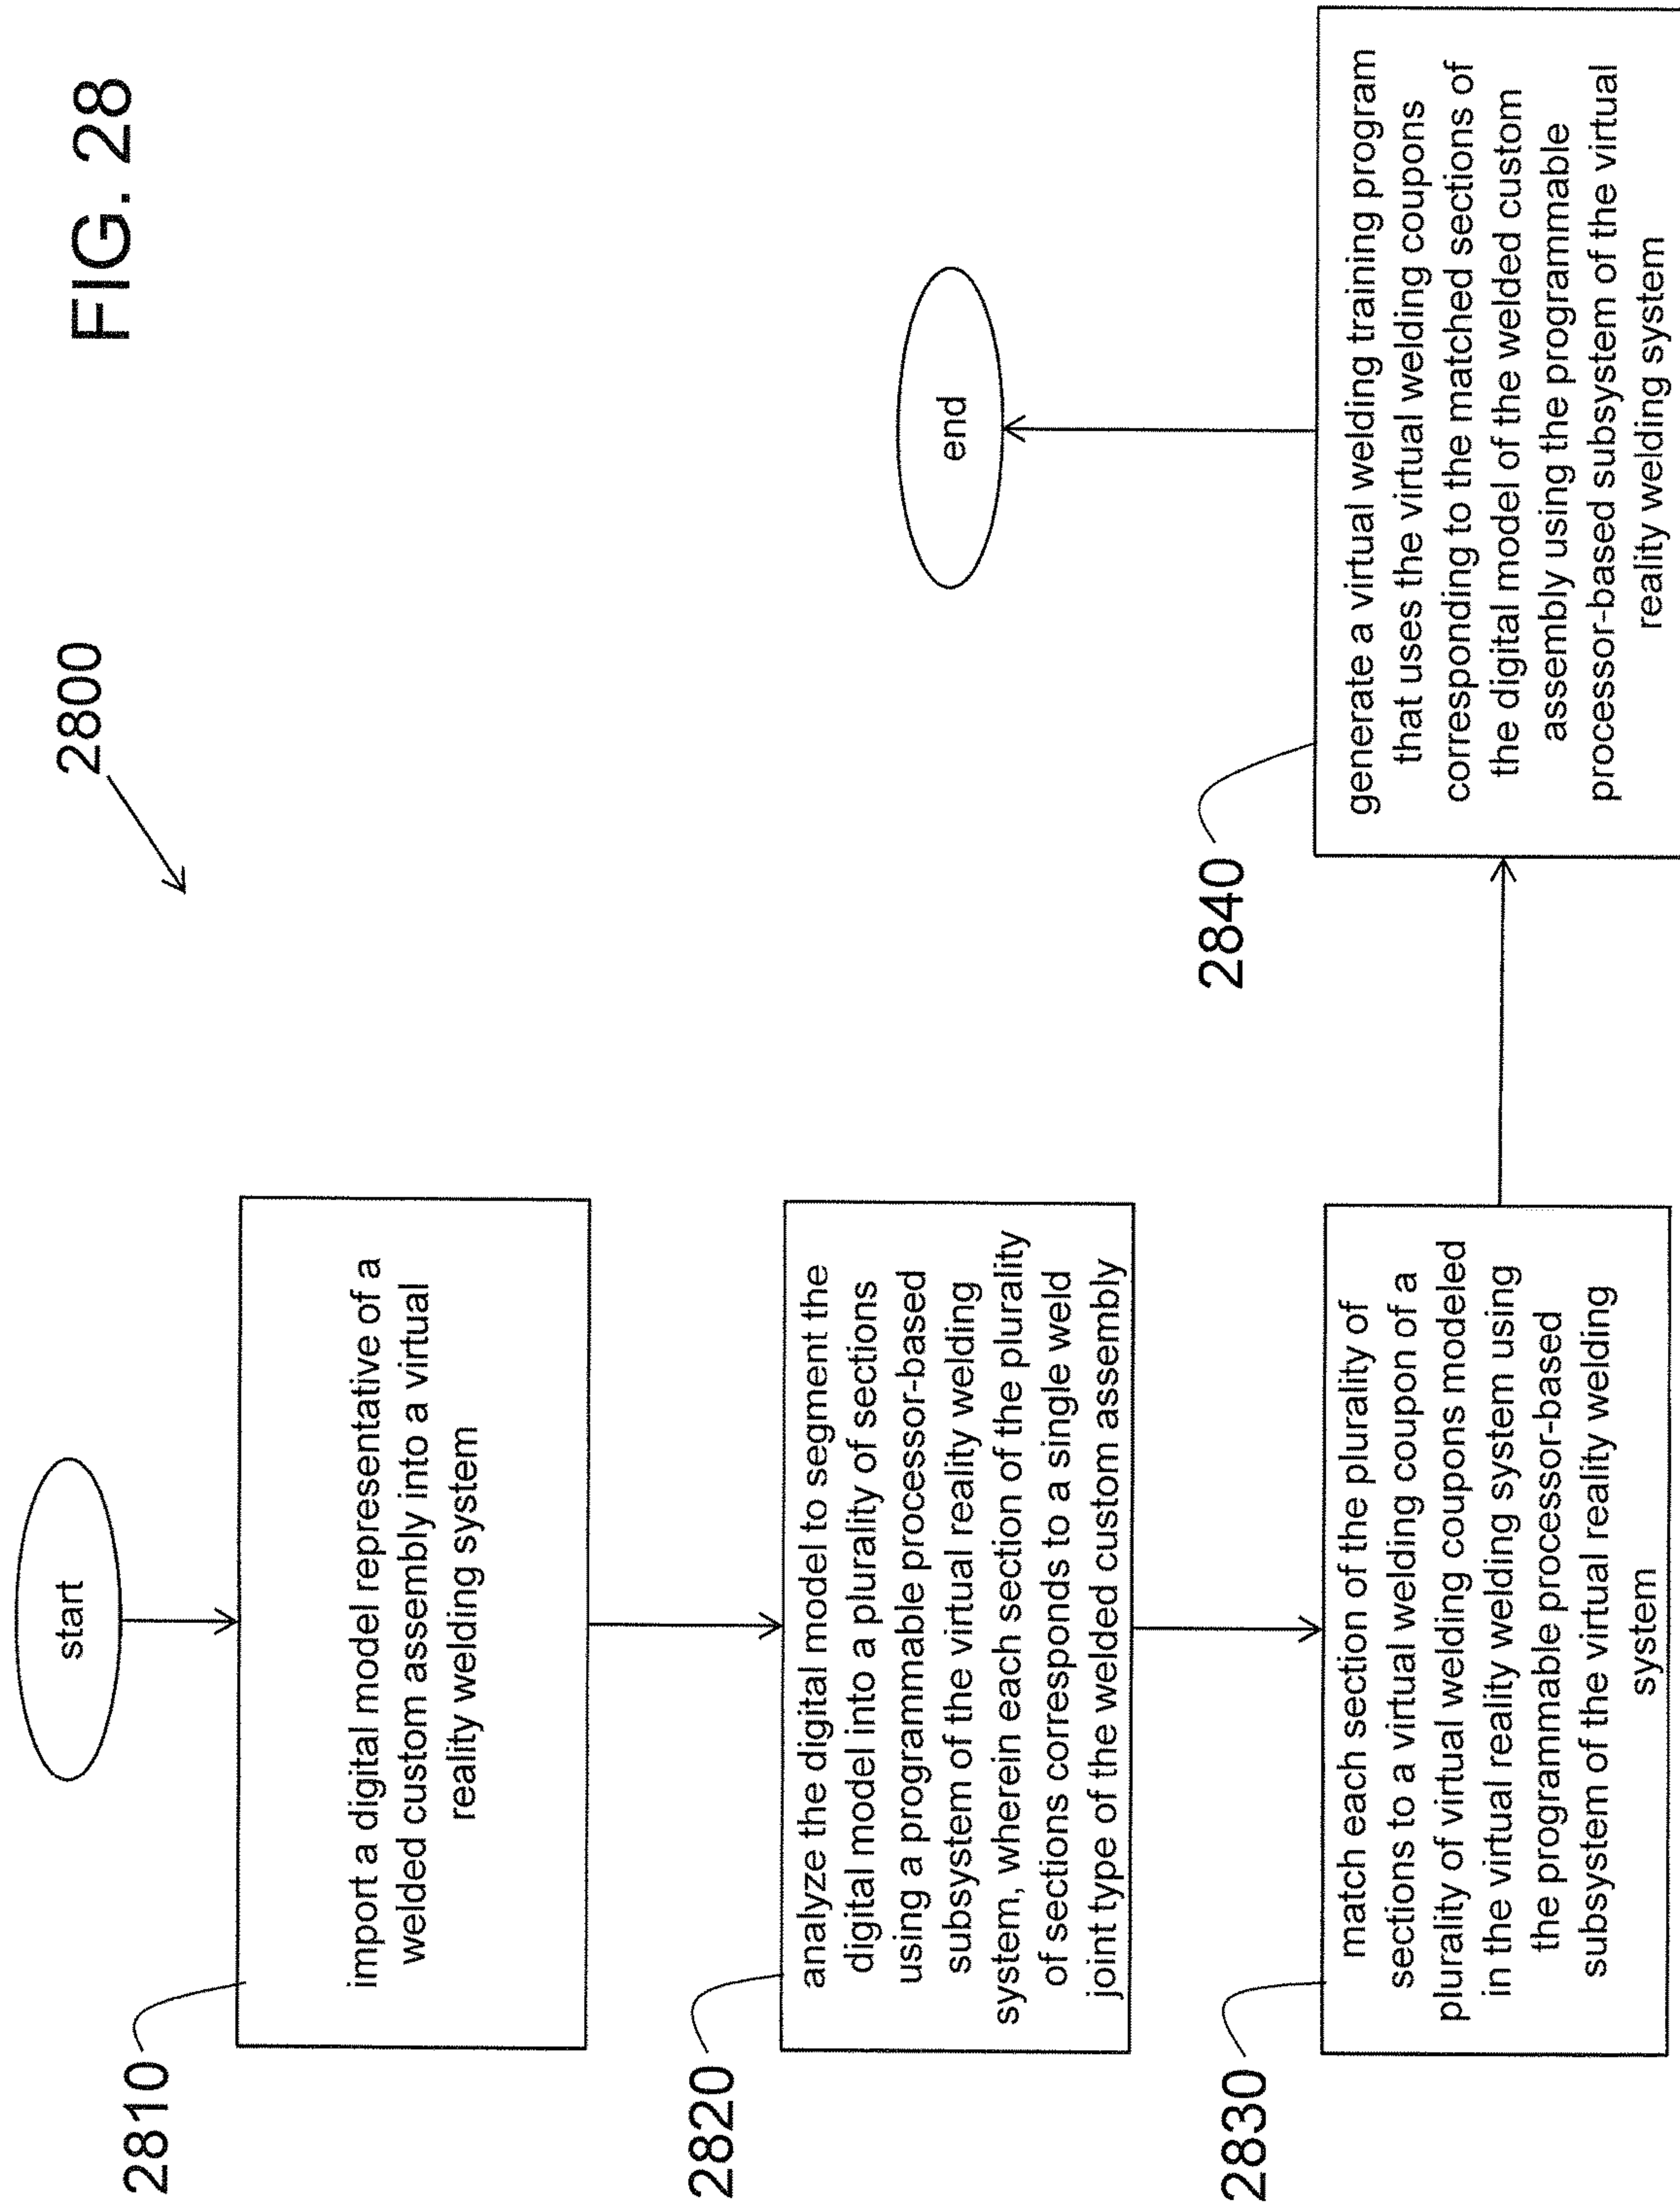 FIG. 28
2800
start
2810
import a digital model representative of a
welded custom assembly into a virtual
reality welding system
2820
analyze the digital model to segment the
digital model into a plurality of sections
using a programmable processor-based
subsystem of the virtual reality welding
system, wherein each section of the plurality
of sections corresponds to a single weld
joint type of the welded custom assembly
2830
match each section of the plurality of
sections to a virtual welding coupon of a
plurality of virtual welding coupons modeled
in the virtual reality welding system using
the programmable processor-based
subsystem of the virtual reality welding
system
2840
generate a virtual welding training program
that uses the virtual welding coupons
corresponding to the matched sections of
the digital model of the welded custom
assembly using the programmable
processor-based subsystem of the virtual
reality welding system
end